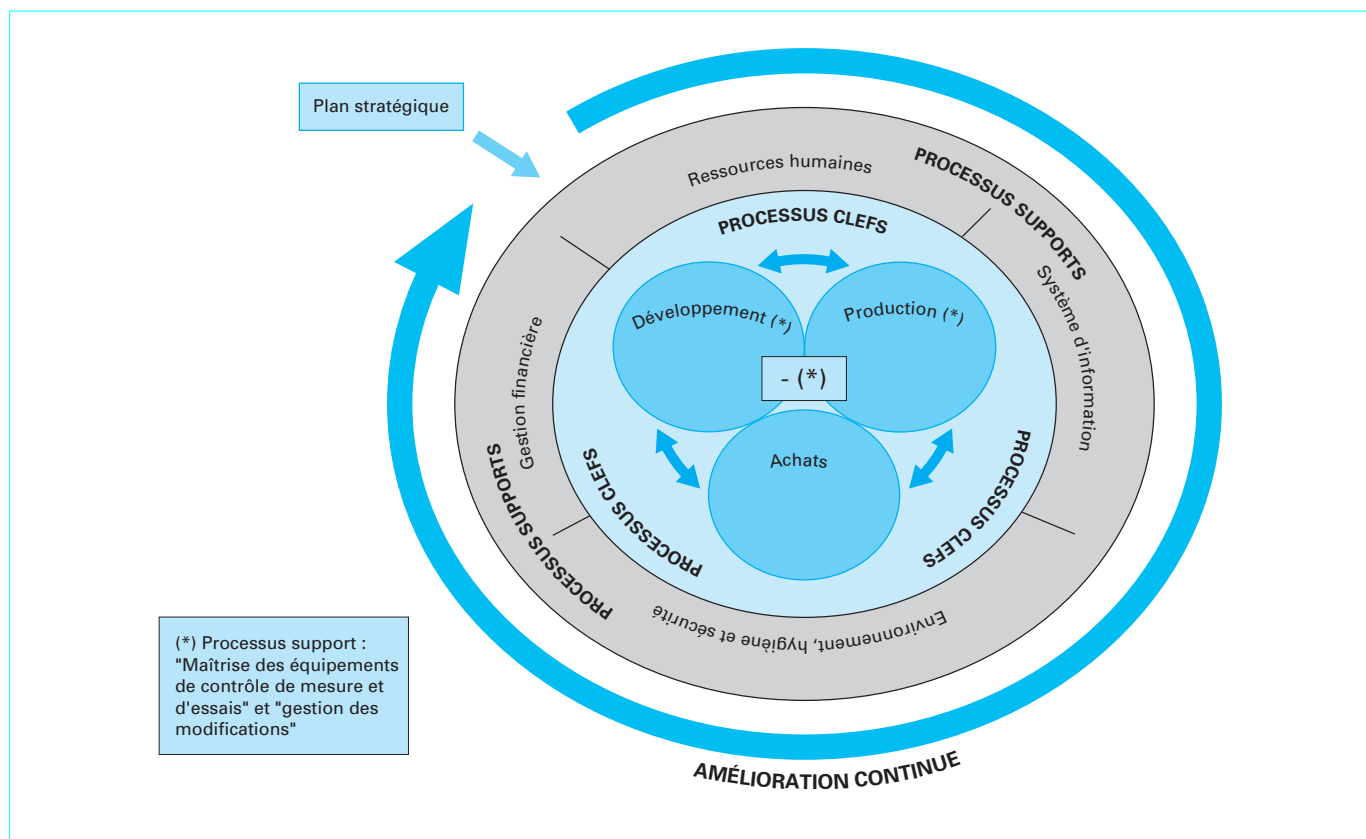 Plan stratégique
Ressources humaines
PROCESSUS SUPPORTS
PROCESSUS CLEFS
Système d'information
Développement (*)
Production (*)
- (*)
Gestion financière
Achats
PROCESSUS CLEFS
PROCESSUS CLEFS
PROCESSUS SUPPORTS
Environnement, hygiène et sécurité
(*) Processus support :
"Maîtrise des équipements
de contrôle de mesure et
d'essais" et "gestion des
modifications"
AMÉLIORATION CONTINUE